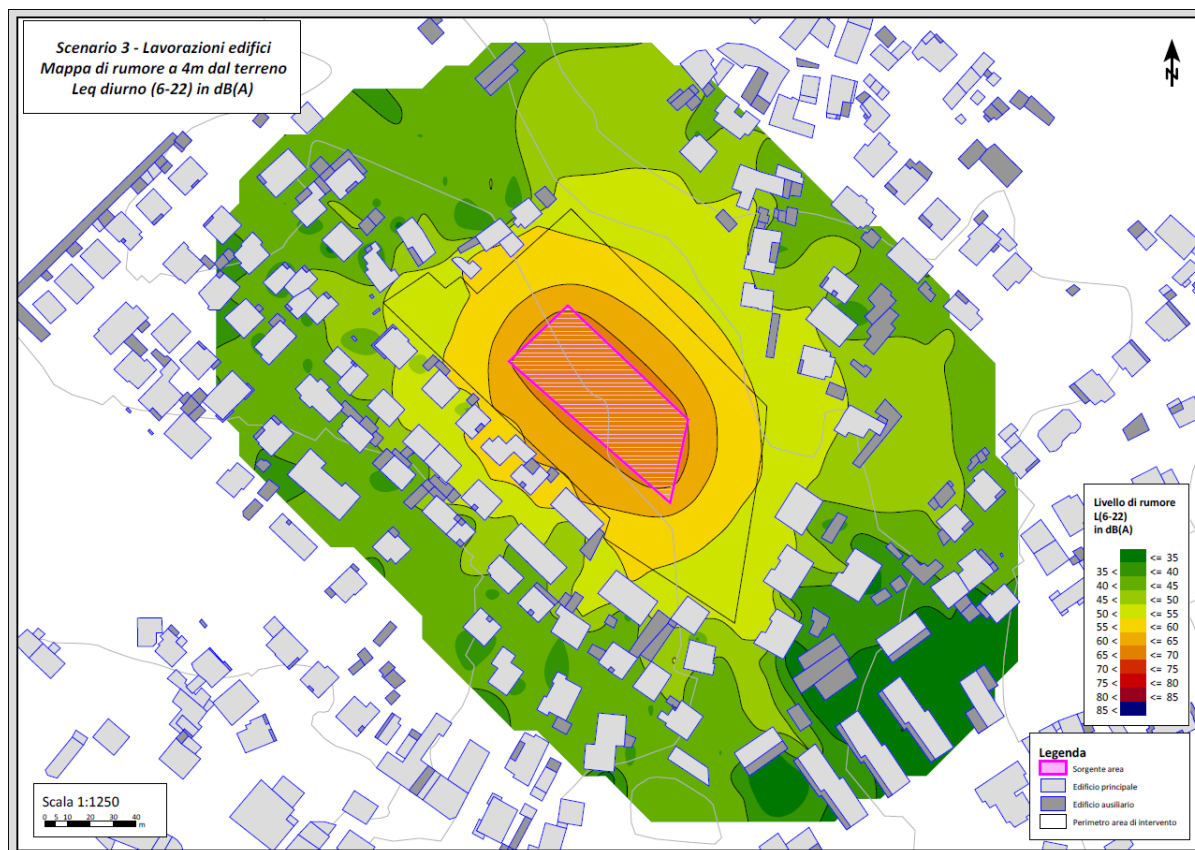 Scenario 3 - Lavorazioni edifici
Mappa di rumore a 4m dal terreno
Leq diurno (6-22) in dB(A)
N
Livello di rumore
L(6-22)
in dB(A)
<= 35
35 < <= 40
40 < <= 45
45 < <= 50
50 < <= 55
55 < <= 60
60 < <= 65
65 < <= 70
70 < <= 75
75 < <= 80
80 < <= 85
85 <
Legenda
Sorgente area
Edificio principale
Edificio ausiliario
Perimetro area di intervento
Scala 1:1250
0 5 10 20 30 40
m